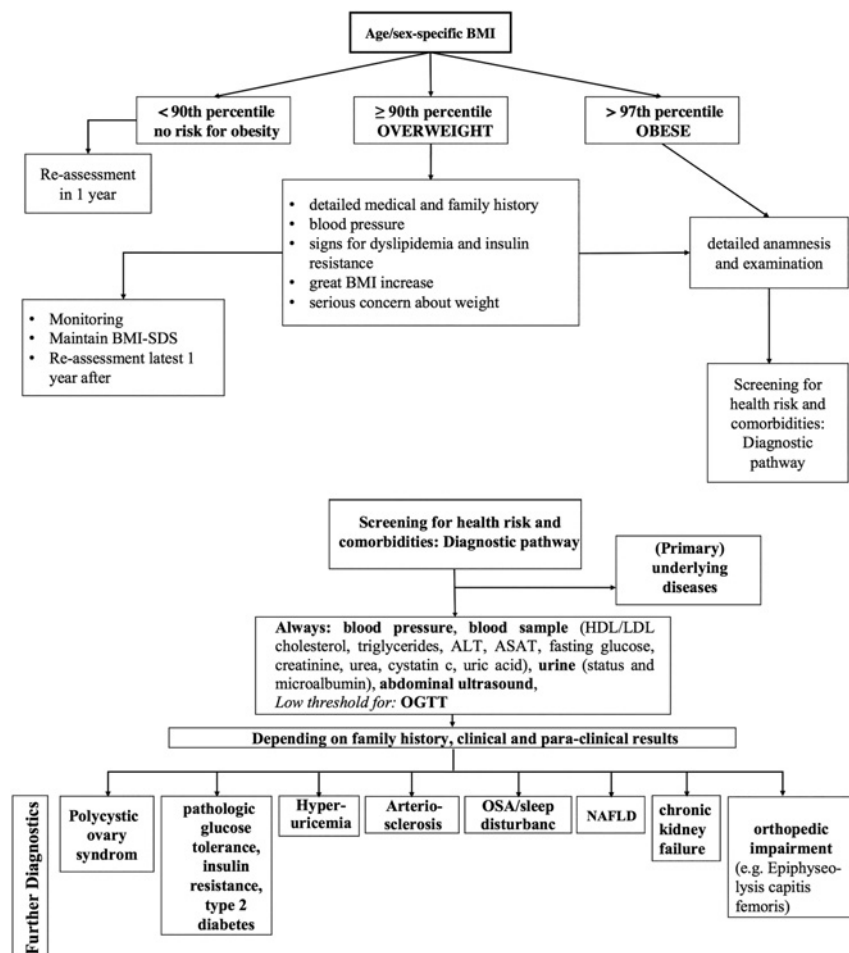 Age/sex-specific BMI
< 90th percentile
no risk for obesity
≥ 90th percentile
OVERWEIGHT
> 97th percentile
OBESE
Re-assessment
in 1 year
• detailed medical and family history
• blood pressure
• signs for dyslipidemia and insulin
resistance
• great BMI increase
• serious concern about weight
detailed anamnesis
and examination
• Monitoring
• Maintain BMI-SDS
• Re-assessment latest 1
year after
Screening for
health risk and
comorbidities:
Diagnostic
pathway
Screening for health risk and
comorbidities: Diagnostic pathway
(Primary)
underlying
diseases
Always: blood pressure, blood sample (HDL/LDL
cholesterol, triglycerides, ALT, ASAT, fasting glucose,
creatinine, urea, cystatin c, uric acid), urine (status and
microalbumin), abdominal ultrasound,
Low threshold for: OGTT
Depending on family history, clinical and para-clinical results
Further Diagnostics
Polycystic
ovary
syndrom
pathologic
glucose
tolerance,
insulin
resistance,
type 2
diabetes
Hyper-
uricemia
Arterio-
sclerosis
OSA/sleep
disturbanc
NAFLD
chronic
kidney
failure
orthopedic
impairment
(e.g. Epiphyseo-
lysis capitis
femoris)